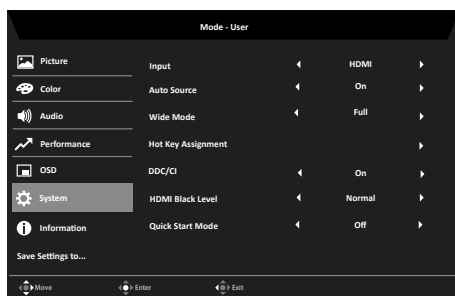 Mode - User
Picture
Input HDMI
Color
Auto Source On
Audio
Wide Mode Full
Performance
Hot Key Assignment
OSD
DDC/CI On
System
HDMI Black Level Normal
Information
Quick Start Mode Off
Save Settings to...
Move Enter Exit